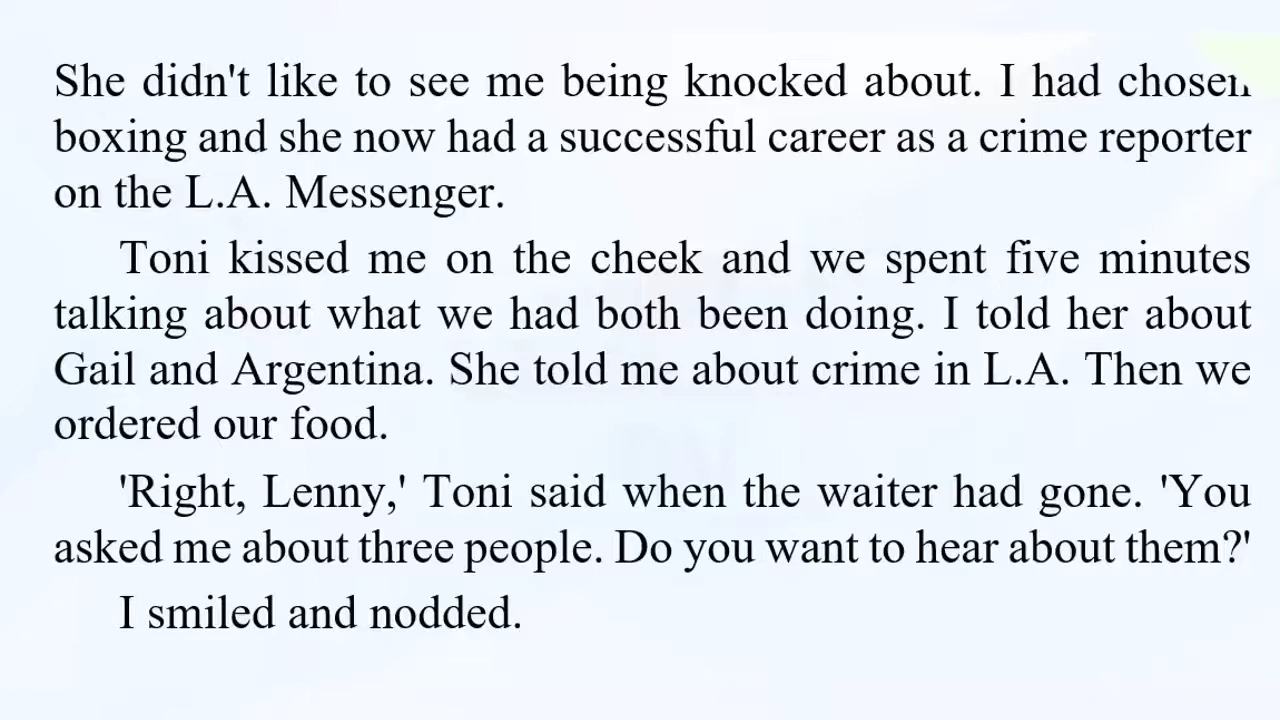 She didn't like to see me being knocked about. I had chosen
boxing and she now had a successful career as a crime reporter
on the L.A. Messenger.
Toni kissed me on the cheek and we spent five minutes
talking about what we had both been doing. I told her about
Gail and Argentina. She told me about crime in L.A. Then we
ordered our food.
'Right, Lenny,' Toni said when the waiter had gone. 'You
asked me about three people. Do you want to hear about them?'
I smiled and nodded.